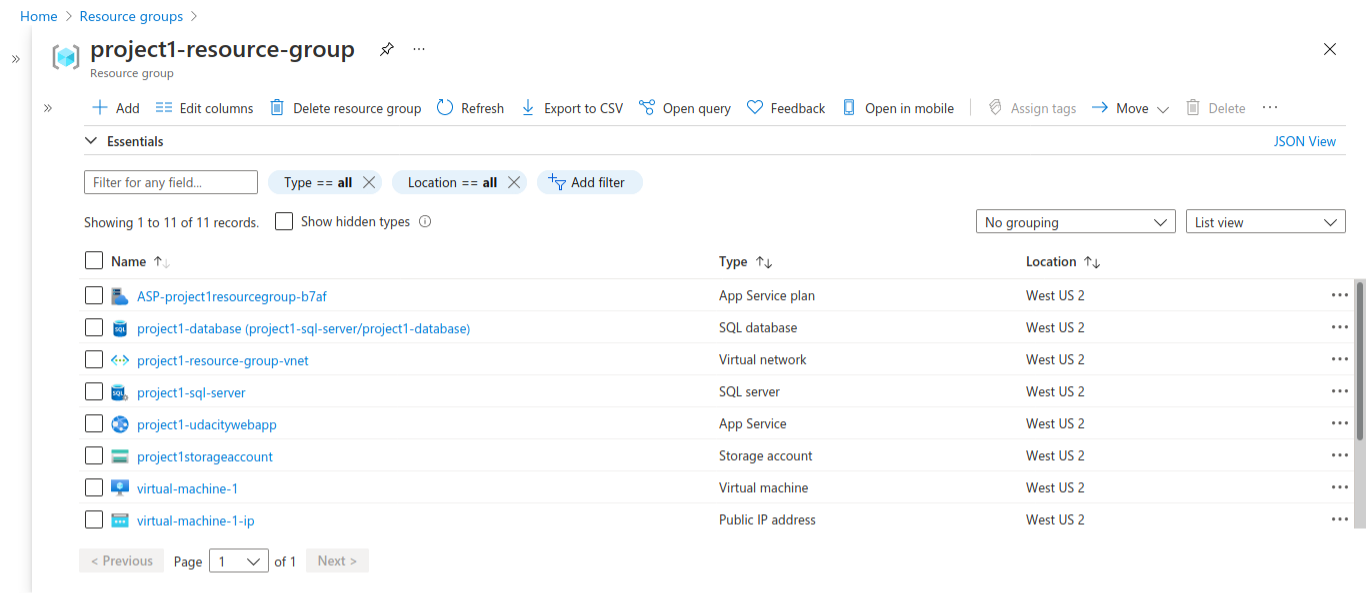 Home > Resource groups >
project1-resource-group
Resource group
Add Edit columns Delete resource group Refresh Export to CSV Open query Feedback Open in mobile Assign tags Move Delete ...
Essentials JSON View
Filter for any field... Type == all Location == all Add filter
Showing 1 to 11 of 11 records. Show hidden types No grouping List view
Name Type Location
ASP-project1resourcegroup-b7af App Service plan West US 2
project1-database (project1-sql-server/project1-database) SQL database West US 2
project1-resource-group-vnet Virtual network West US 2
project1-sql-server SQL server West US 2
project1-udacitywebapp App Service West US 2
project1storageaccount Storage account West US 2
virtual-machine-1 Virtual machine West US 2
virtual-machine-1-ip Public IP address West US 2
< Previous Page 1 of 1 Next >